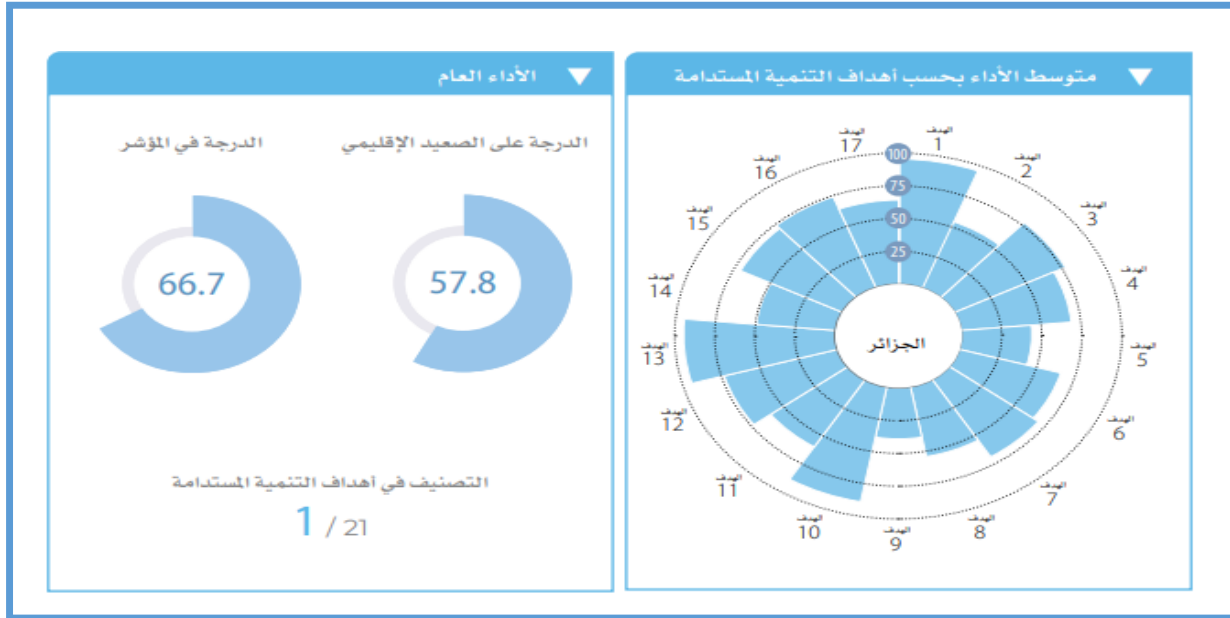 متوسط الأداء بحسب أهداف التنمية المستدامة
الهدف
1
الهدف
2
الهدف
3
الهدف
4
الهدف
5
الهدف
6
الهدف
7
الهدف
8
الهدف
9
الهدف
10
الهدف
11
الهدف
12
الهدف
13
الهدف
14
الهدف
15
الهدف
16
الهدف
17
100
75
50
25
الجزائر
الأداء العام
الدرجة على الصعيد الإقليمي
57.8
الدرجة في المؤشر
66.7
التصنيف في أهداف التنمية المستدامة
1 / 21